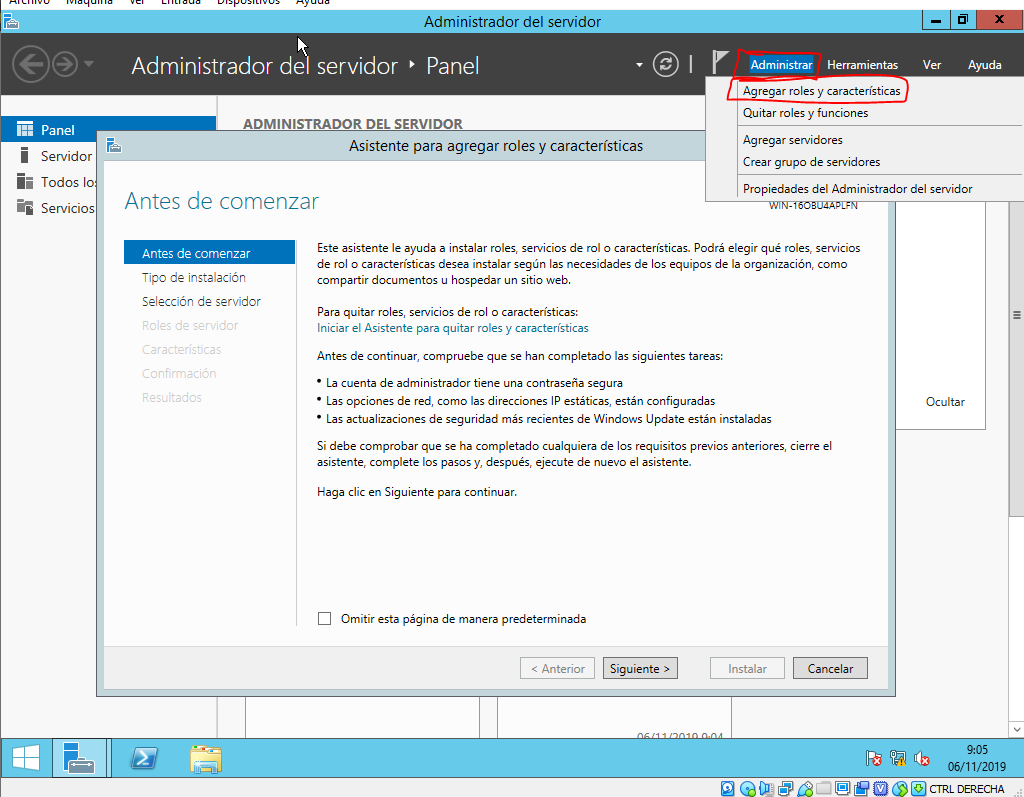 Archivo Máquina Ver Entrada Dispositivos Ayuda
Administrador del servidor
Administrador del servidor Panel
Administrar Herramientas Ver Ayuda
Agregar roles y características
Quitar roles y funciones
Agregar servidores
Crear grupo de servidores
Propiedades del Administrador del servidor
Panel
Servidor
Todos los
Servicios
ADMINISTRADOR DEL SERVIDOR
Asistente para agregar roles y características
Antes de comenzar
WIN-16OBU4APLFN
Antes de comenzar
Tipo de instalación
Selección de servidor
Roles de servidor
Características
Confirmación
Resultados
Este asistente le ayuda a instalar roles, servicios de rol o características. Podrá elegir qué roles, servicios
de rol o características desea instalar según las necesidades de los equipos de la organización, como
compartir documentos u hospedar un sitio web.
Para quitar roles, servicios de rol o características:
Iniciar el Asistente para quitar roles y características
Antes de continuar, compruebe que se han completado las siguientes tareas:
• La cuenta de administrador tiene una contraseña segura
• Las opciones de red, como las direcciones IP estáticas, están configuradas
• Las actualizaciones de seguridad más recientes de Windows Update están instaladas
Si debe comprobar que se ha completado cualquiera de los requisitos previos anteriores, cierre el
asistente, complete los pasos y, después, ejecute de nuevo el asistente.
Haga clic en Siguiente para continuar.
Omitir esta página de manera predeterminada
< Anterior
Siguiente >
Instalar
Cancelar
Ocultar
06/11/2019 9:04
9:05
06/11/2019
CTRL DERECHA